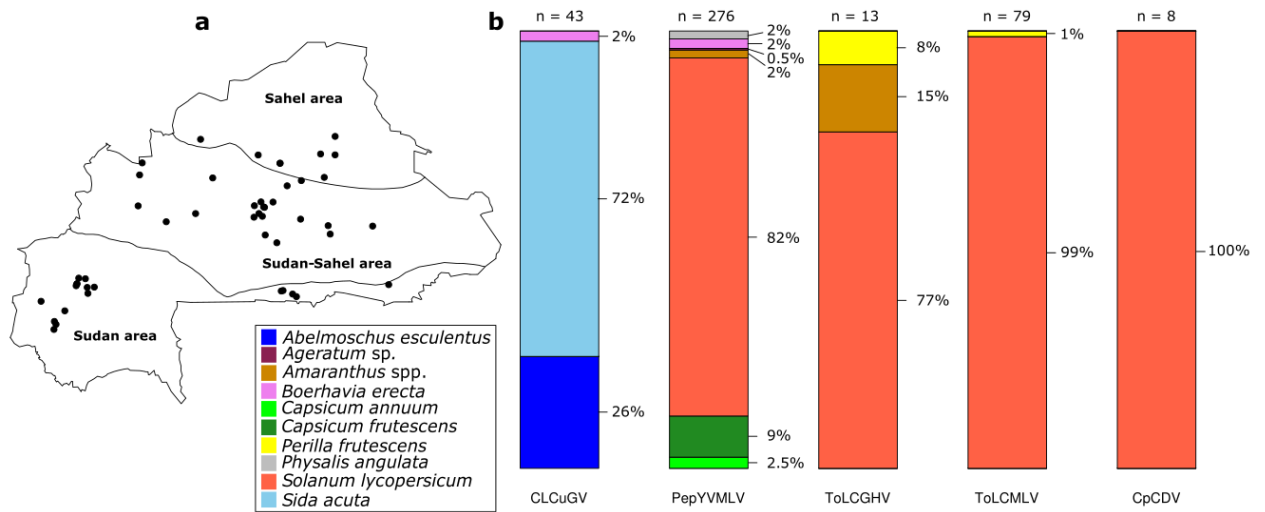 a
Sahel area
Sudan-Sahel area
Sudan area
Abelmoschus esculentus
Ageratum sp.
Amaranthus spp.
Boerhavia erecta
Capsicum annuum
Capsicum frutescens
Perilla frutescens
Physalis angulata
Solanum lycopersicum
Sida acuta
b
n = 43
2%
72%
26%
CLCuGV
n = 276
2%
2%
0.5%
2%
82%
9%
2.5%
PepYVMLV
n = 13
8%
15%
77%
ToLCGHV
n = 79
1%
99%
ToLCMLV
n = 8
100%
CpCDV